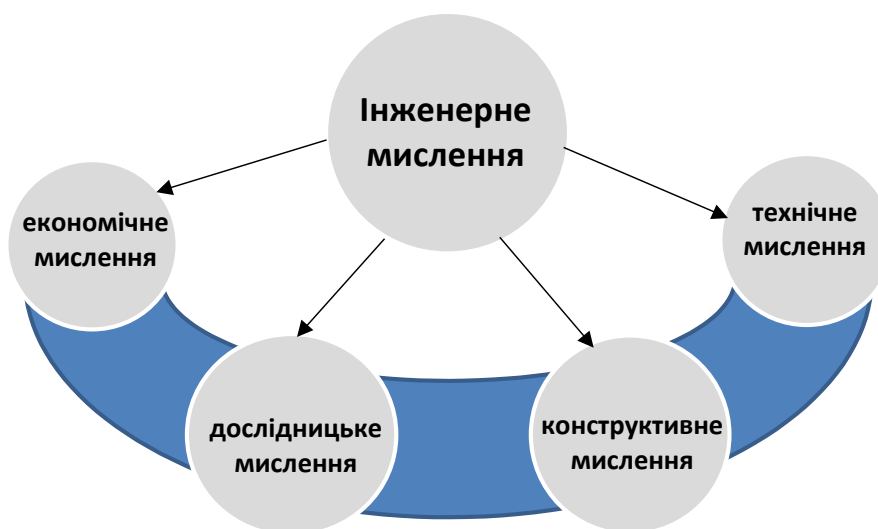 Інженерне
мислення
економічне
мислення
технічне
мислення
дослідницьке
мислення
конструктивне
мислення